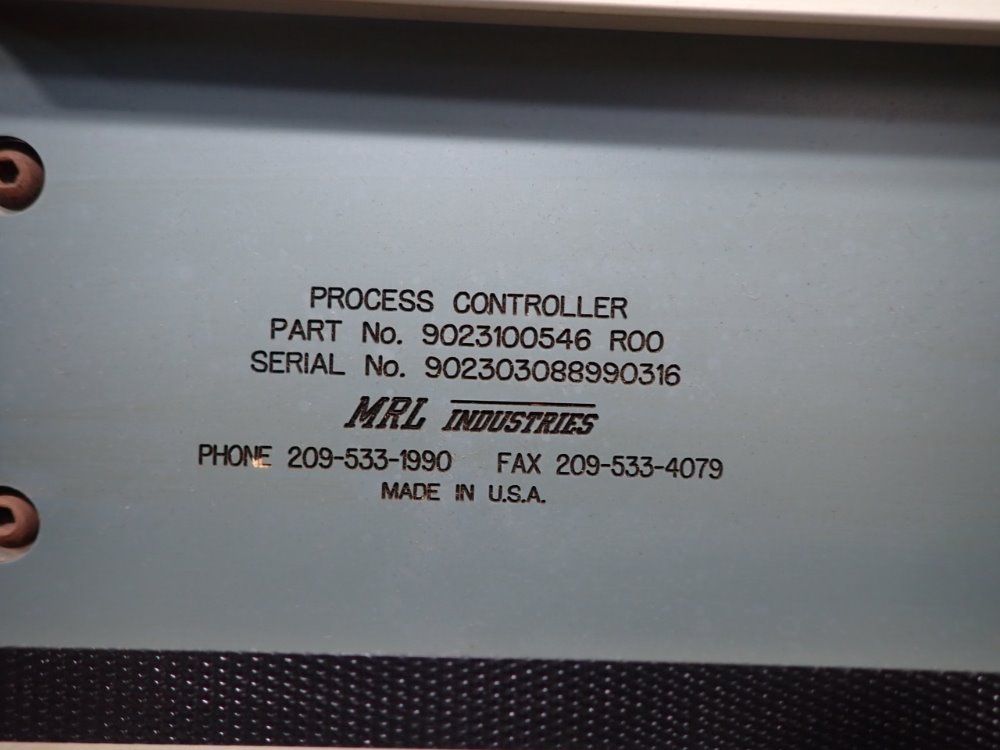 PROCESS CONTROLLER
PART No. 9023100546 R00
SERIAL No. 902303088990316
MRL INDUSTRIES
PHONE 209-533-1990 FAX 209-533-4079
MADE IN U.S.A.